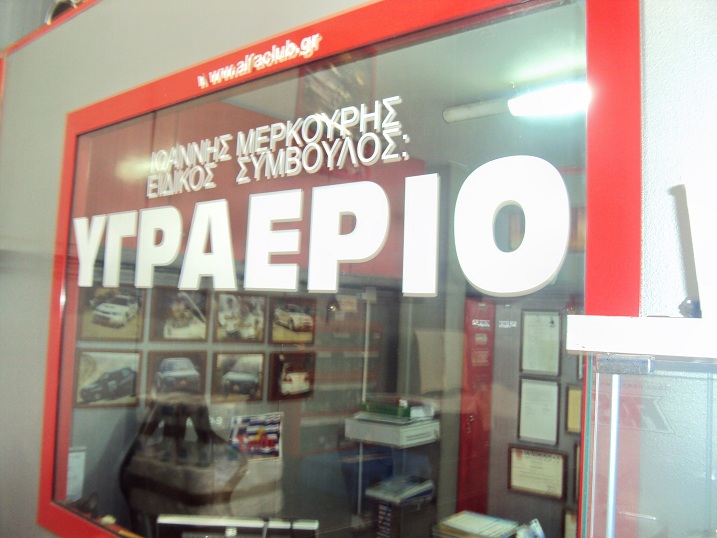 www.alfaclub.gr
ΙΩΑΝΝΗΣ ΜΕΡΚΟΥΡΗΣ
ΕΙΔΙΚΟΣ ΣΥΜΒΟΥΛΟΣ;
ΥΓΡΑΕΡΙΟ